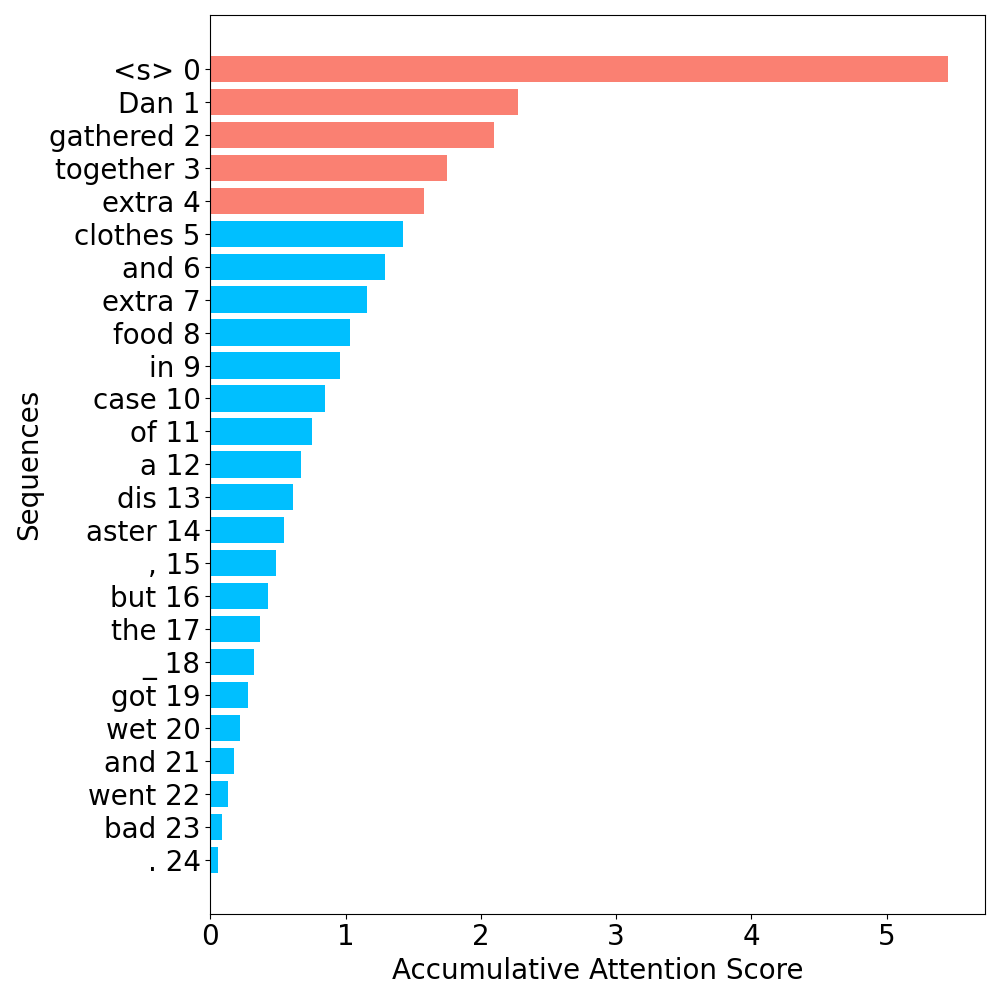 <s> 0
Dan 1
gathered 2
together 3
extra 4
clothes 5
and 6
extra 7
food 8
in 9
case 10
of 11
a 12
dis 13
aster 14
, 15
but 16
the 17
_ 18
got 19
wet 20
and 21
went 22
bad 23
. 24
Sequences
0 1 2 3 4 5
Accumulative Attention Score